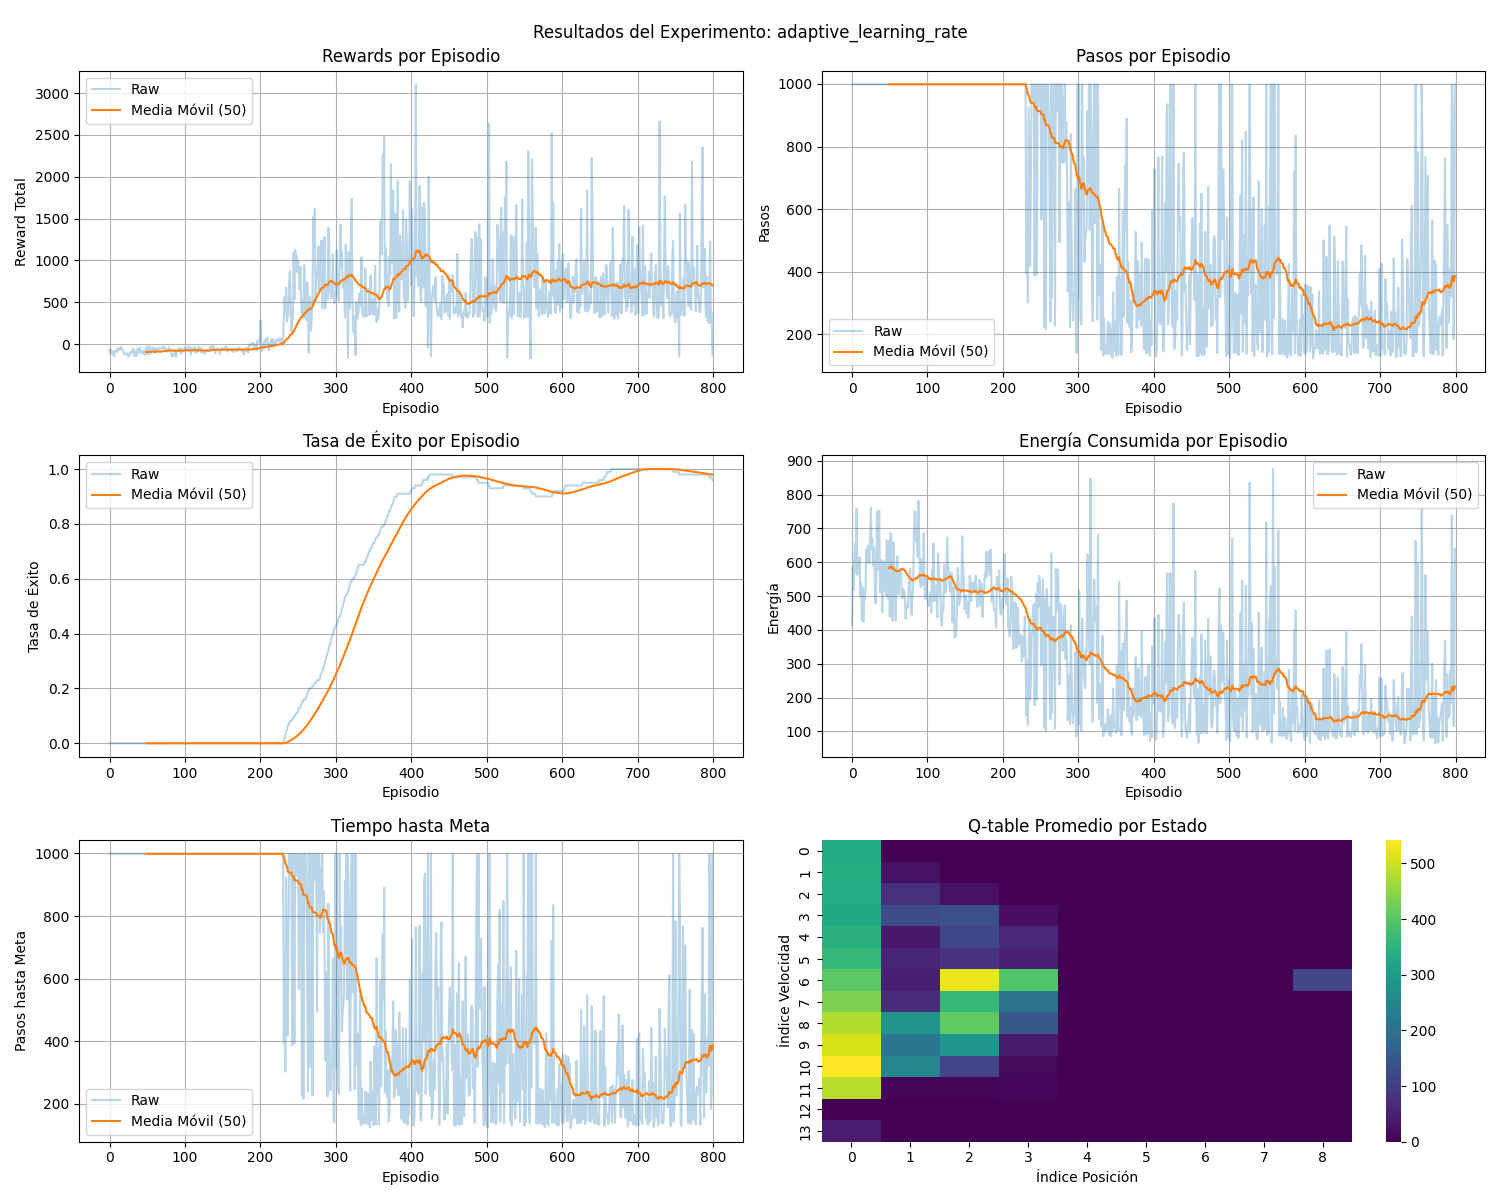 Resultados del Experimento: adaptive_learning_rate
Rewards por Episodio
Reward Total
3000
2500
2000
1500
1000
500
0
Raw
Media Móvil (50)
0 100 200 300 400 500 600 700 800
Episodio
Pasos por Episodio
Pasos
1000
800
600
400
200
Raw
Media Móvil (50)
0 100 200 300 400 500 600 700 800
Episodio
Tasa de Éxito por Episodio
Tasa de Éxito
1.0
0.8
0.6
0.4
0.2
0.0
Raw
Media Móvil (50)
0 100 200 300 400 500 600 700 800
Episodio
Energía Consumida por Episodio
Energía
900
800
700
600
500
400
300
200
100
Raw
Media Móvil (50)
0 100 200 300 400 500 600 700 800
Episodio
Tiempo hasta Meta
Pasos hasta Meta
1000
800
600
400
200
Raw
Media Móvil (50)
0 100 200 300 400 500 600 700 800
Episodio
Q-table Promedio por Estado
Índice Velocidad
0
1
2
3
4
5
6
7
8
9
10
11
12
13
0 1 2 3 4 5 6 7 8
Índice Posición
500
400
300
200
100
0